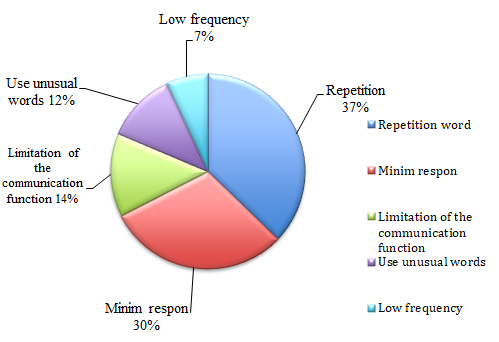 Low frequency
7%
Repetition
37%
Use unusual
words 12%
Limitation of
the
communication
function 14%
Minim respon
30%
Repetition word
Minim respon
Limitation of the
communication
function
Use unusual words
Low frequency